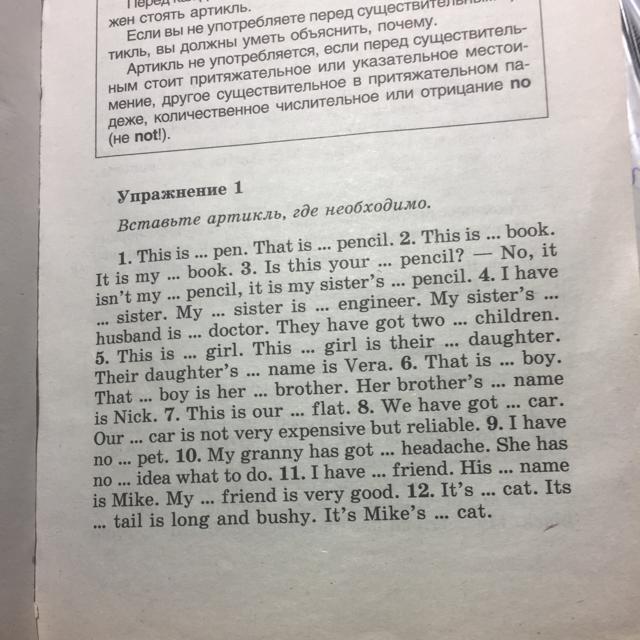 жен стоять артикль.
Если вы не употребляете перед существительным
тикль, вы должны уметь объяснить, почему.
Артикль не употребляется, если перед существитель-
ным стоит притяжательное или указательное местои-
мение, другое существительное в притяжательном па-
деже, количественное числительное или отрицание no
(не not!).
Упражнение 1
Вставьте артикль, где необходимо.
1. This is ... pen. That is ... pencil. 2. This is ... book.
It is my ... book. 3. Is this your ... pencil? — No, it
isn't my ... pencil, it is my sister's ... pencil. 4. I have
... sister. My ... sister is ... engineer. My sister's ...
husband is ... doctor. They have got two ... children.
5. This is ... girl. This ... girl is their ... daughter.
Their daughter's ... name is Vera. 6. That is ... boy.
That ... boy is her ... brother. Her brother's ... name
is Nick. 7. This is our ... flat. 8. We have got ... car.
Our ... car is not very expensive but reliable. 9. I have
no ... pet. 10. My granny has got ... headache. She has
no ... idea what to do. 11. I have ... friend. His ... name
is Mike. My ... friend is very good. 12. It's ... cat. Its
... tail is long and bushy. It's Mike's ... cat.